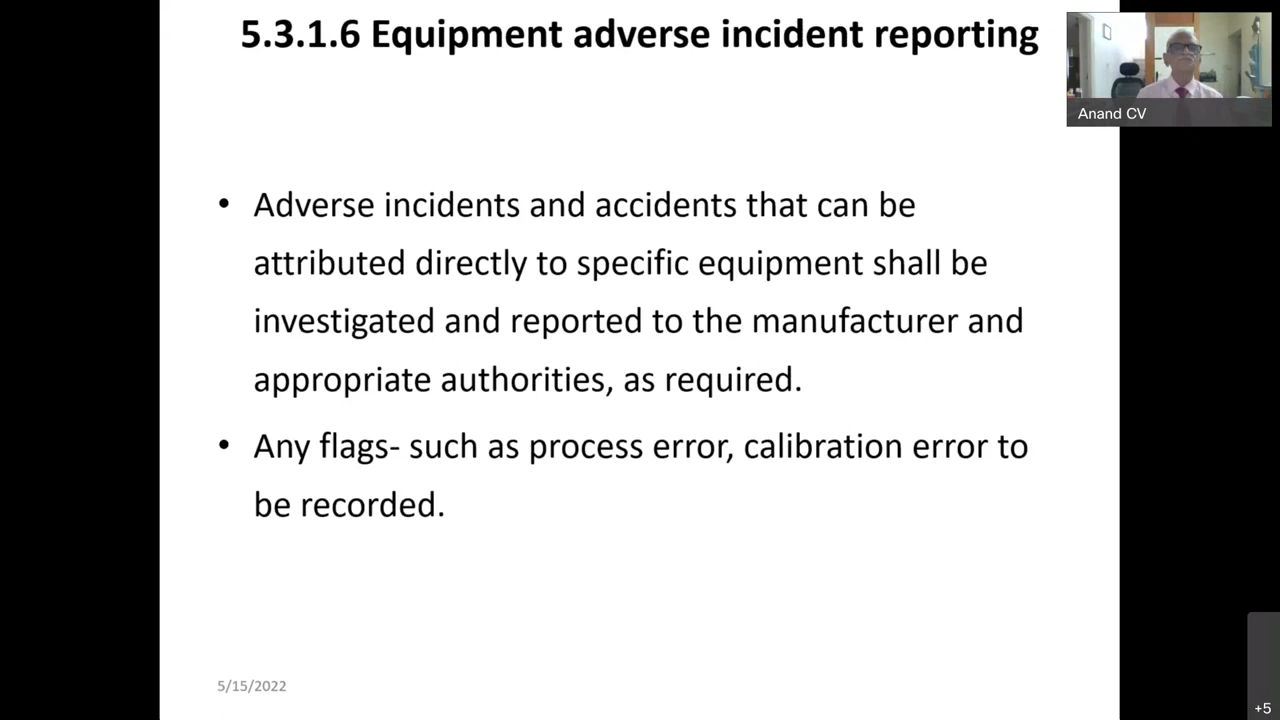 5.3.1.6 Equipment adverse incident reporting
Anand CV
• Adverse incidents and accidents that can be
attributed directly to specific equipment shall be
investigated and reported to the manufacturer and
appropriate authorities, as required.
• Any flags- such as process error, calibration error to
be recorded.
5/15/2022
+5